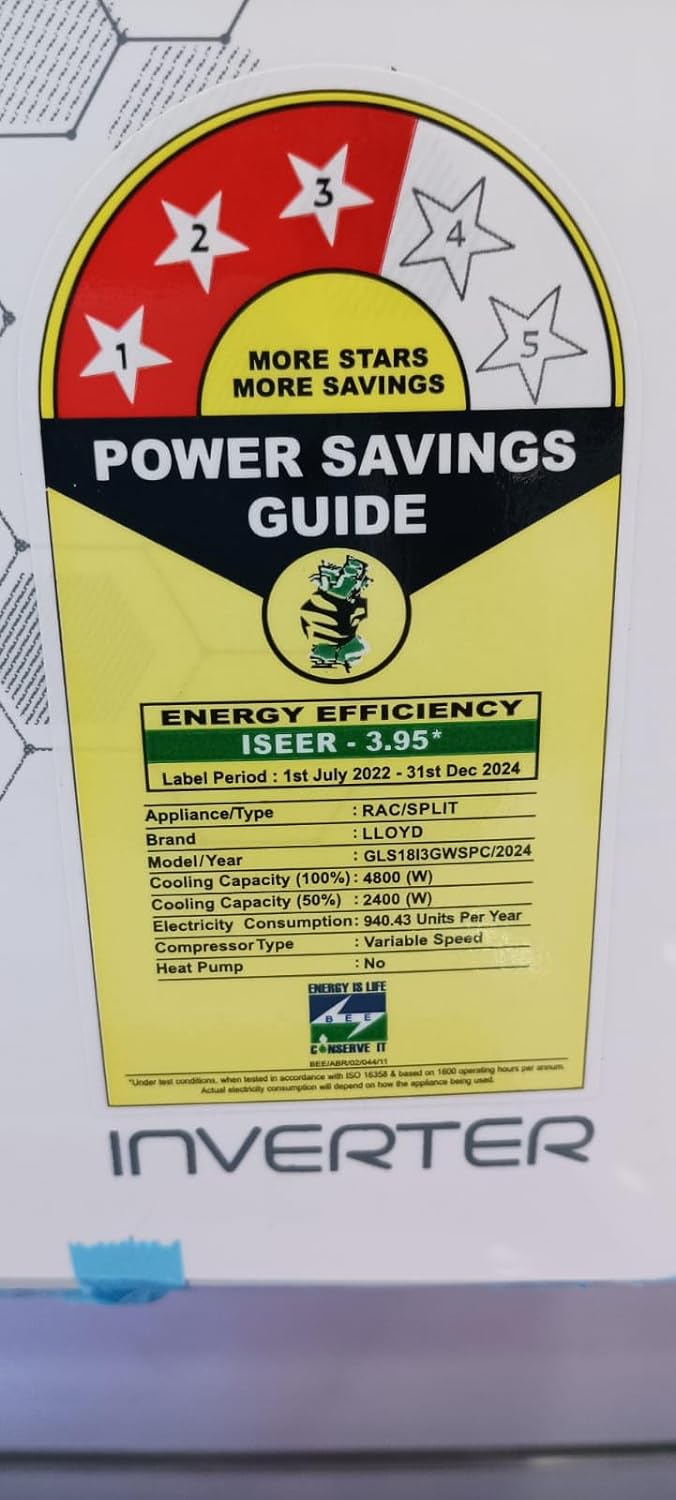 1
2
3
4
5
MORE STARS
MORE SAVINGS
POWER SAVINGS
GUIDE
ENERGY EFFICIENCY
ISEER - 3.95*
Label Period : 1st July 2022 - 31st Dec 2024
Appliance/Type : RAC/SPLIT
Brand : LLOYD
Model/Year : GLS18I3GWSPC/2024
Cooling Capacity (100%) : 4800 (W)
Cooling Capacity (50%) : 2400 (W)
Electricity Consumption : 940.43 Units Per Year
Compressor Type : Variable Speed
Heat Pump : No
ENERGY IS LIFE
B E E
CONSERVE IT
BEE/ABR/02/044/11
*Under test conditions, when tested in accordance with ISO 16358 & based on 1600 operating hours per annum.
Actual electricity consumption will depend on how the appliance being used.
INVERTER